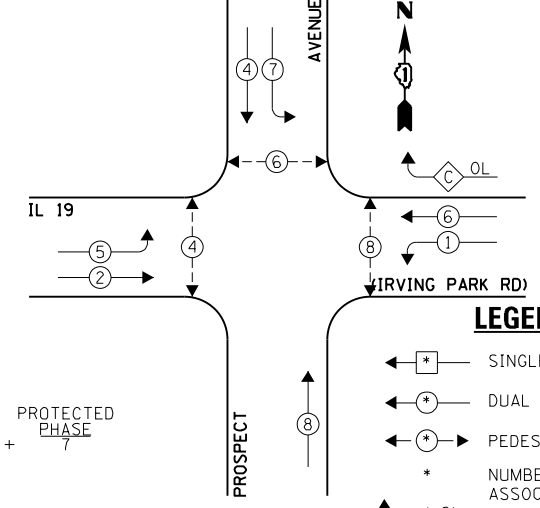 AVENUE
N
4
7
1
6
C
OL
IL 19
6
5
4
8
1
2
(IRVING PARK RD)
LEGE
* SINGL
PROTECTED
PHASE
7
+
PROSPECT
8
* DUAL
* PEDES
* NUMBE
ASSOC